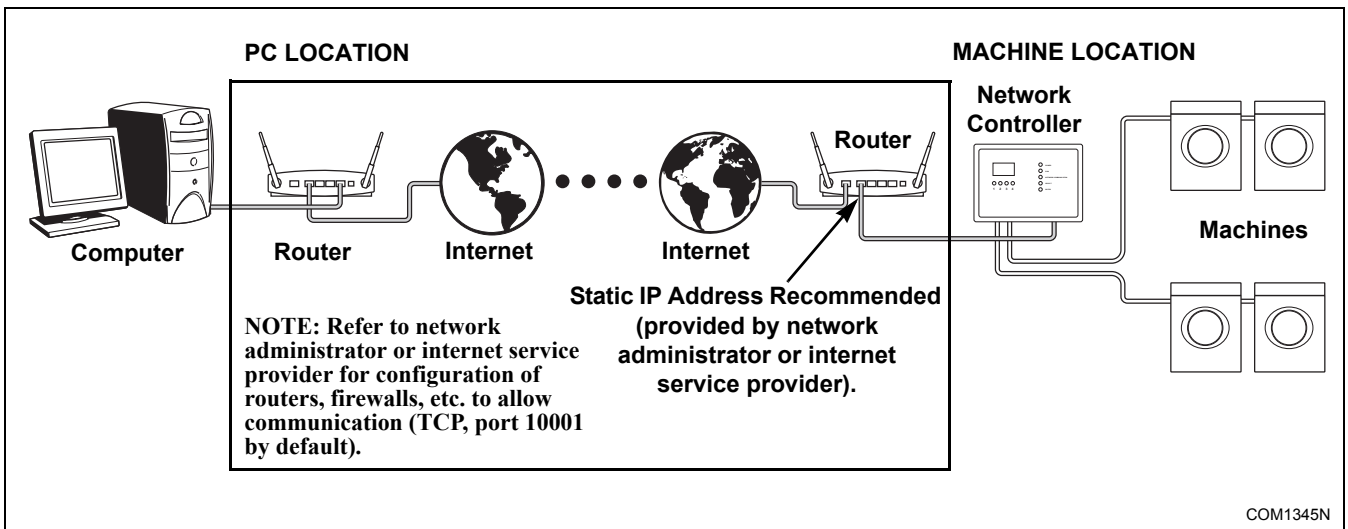 PC LOCATION
MACHINE LOCATION
Network
Controller
Router
Computer
Router
Internet
Internet
Machines
Static IP Address Recommended
(provided by network
administrator or internet
service provider).
NOTE: Refer to network
administrator or internet service
provider for configuration of
routers, firewalls, etc. to allow
communication (TCP, port 10001
by default).
COM1345N